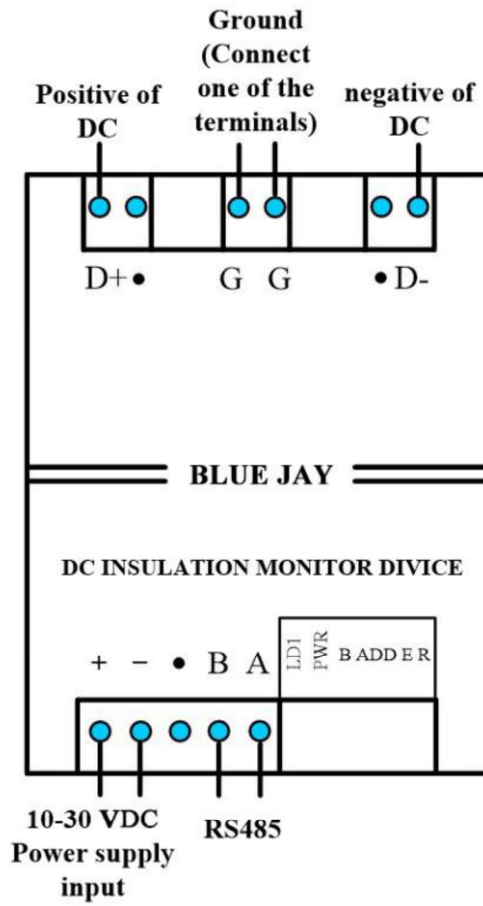 Ground
(Connect
one of the
terminals)
Positive of
DC
negative of
DC
D+•
G G
• D-
BLUE JAY
DC INSULATION MONITOR DIVICE
+ − • B A
LD1
PWR
B ADD E R
10-30 VDC
Power supply
input
RS485